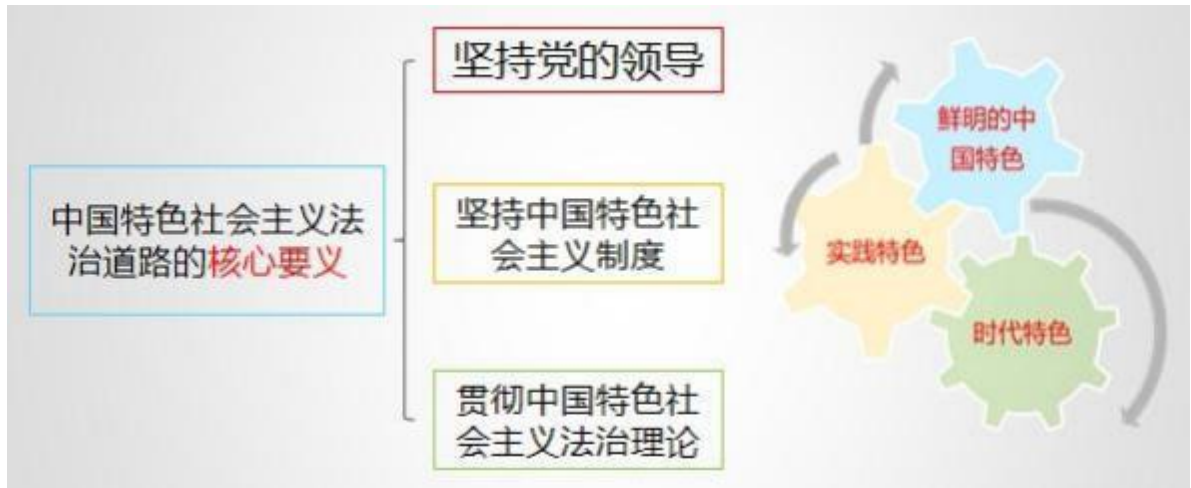 坚持党的领导
中国特色社会主义法
治道路的核心要义
坚持中国特色社
会主义制度
贯彻中国特色社
会主义法治理论
鲜明的中
国特色
实践特色
时代特色